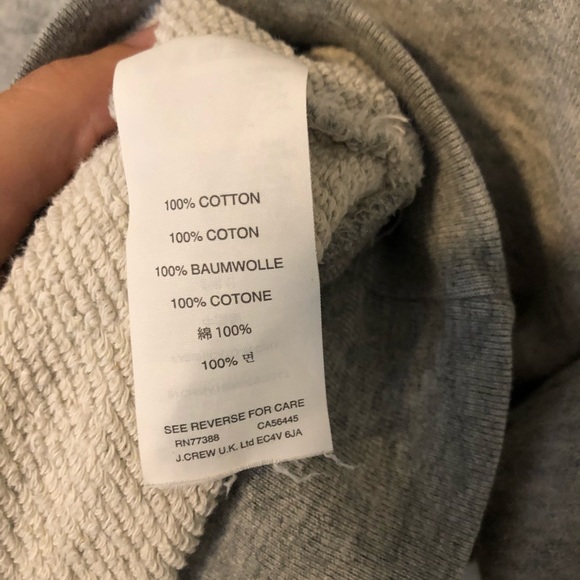 100% COTTON
100% COTON
100% BAUMWOLLE
100% COTONE
綿 100%
100% 면
SEE REVERSE FOR CARE
RN77388 CA56445
J.CREW U.K. Ltd EC4V 6JA